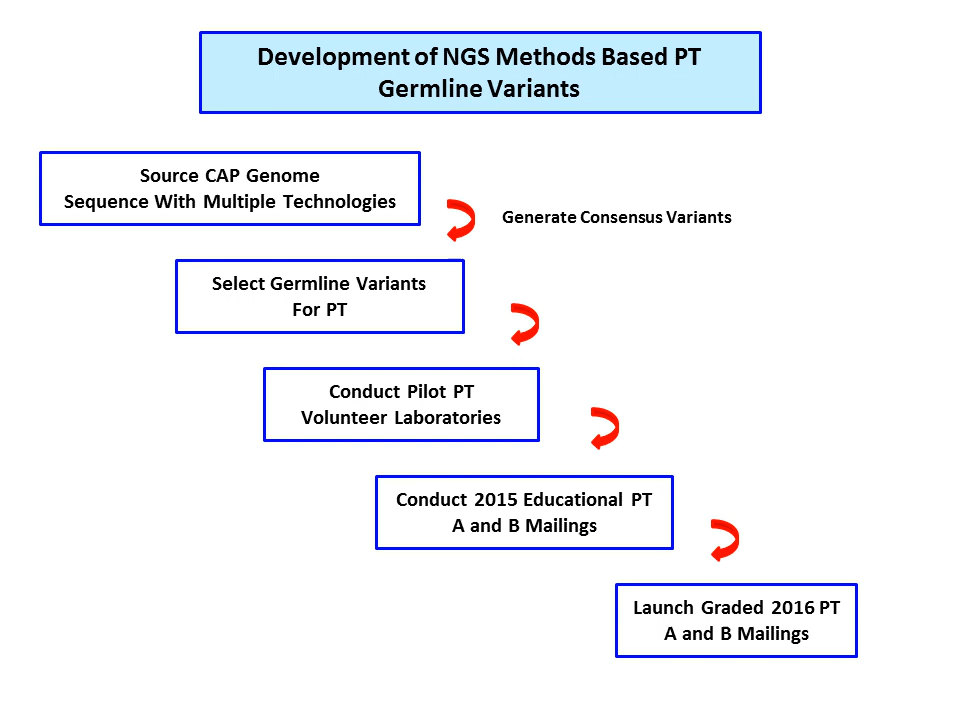 Development of NGS Methods Based PT
Germline Variants
Source CAP Genome
Sequence With Multiple Technologies
Generate Consensus Variants
Select Germline Variants
For PT
Conduct Pilot PT
Volunteer Laboratories
Conduct 2015 Educational PT
A and B Mailings
Launch Graded 2016 PT
A and B Mailings